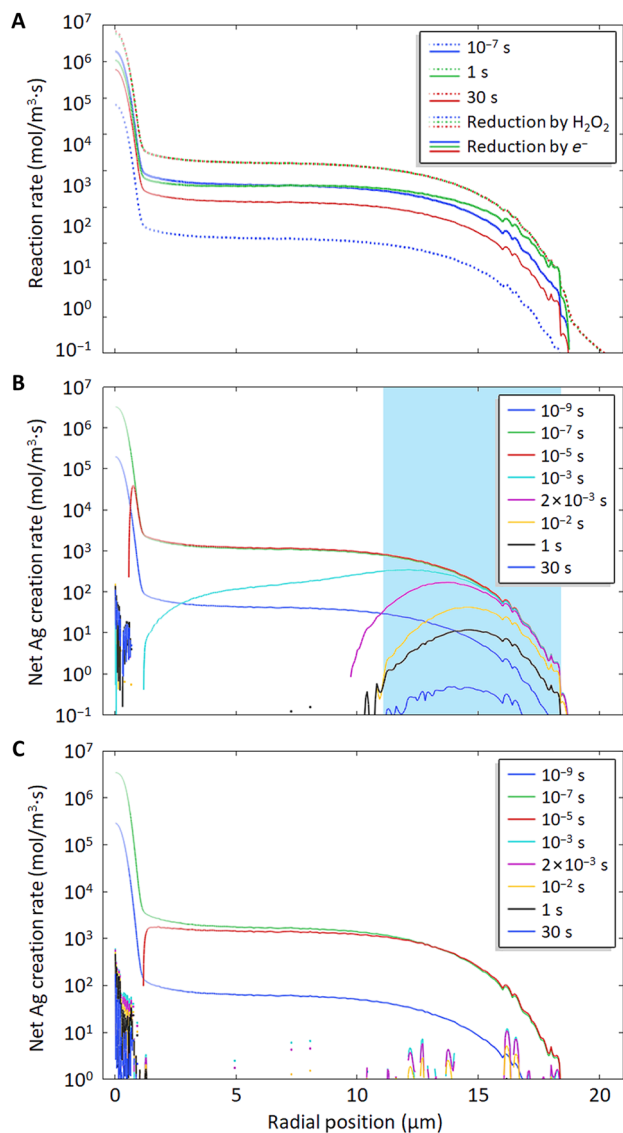 A
10⁷
10⁶
10⁵
10⁴
10³
10²
10¹
10⁰
10⁻¹
Reaction rate (mol/m³·s)
10⁻⁷ s
1 s
30 s
Reduction by H₂O₂
Reduction by e⁻
B
10⁷
10⁶
10⁵
10⁴
10³
10²
10¹
10⁰
10⁻¹
Net Ag creation rate (mol/m³·s)
10⁻⁹ s
10⁻⁷ s
10⁻⁵ s
10⁻³ s
2×10⁻³ s
10⁻² s
1 s
30 s
C
10⁷
10⁶
10⁵
10⁴
10³
10²
10¹
10⁰
Net Ag creation rate (mol/m³·s)
10⁻⁹ s
10⁻⁷ s
10⁻⁵ s
10⁻³ s
2×10⁻³ s
10⁻² s
1 s
30 s
0 5 10 15 20
Radial position (μm)